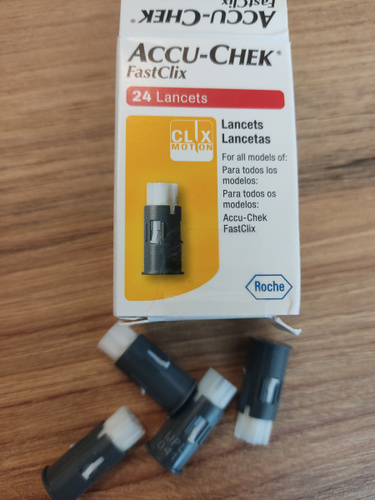 ACCU-CHEK
FastClix
ACCU-CHEK®
FastClix
24 Lancets
CLIX
MOTION
Lancets
Lancetas
For all models of:
Para todos los
modelos:
Para todos os
modelos:
Accu-Chek
FastClix
Roche